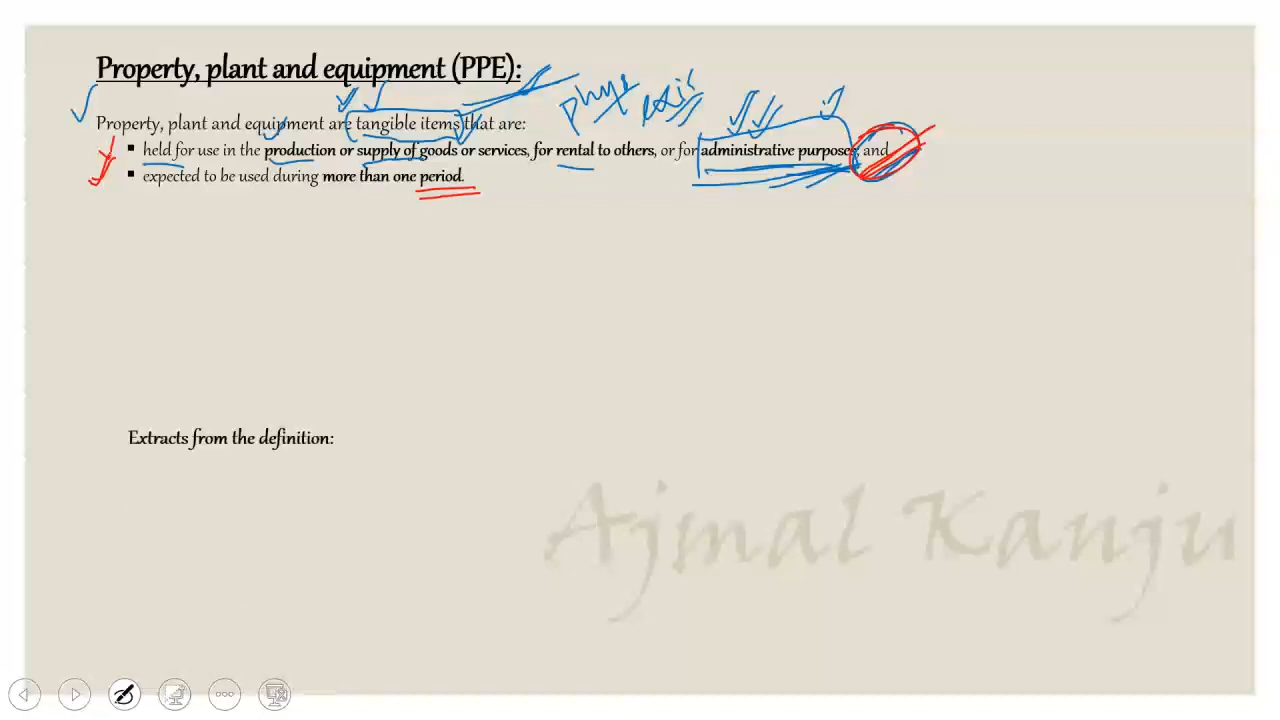 Property, plant and equipment (PPE):
Property, plant and equipment are tangible items that are:
▪ held for use in the production or supply of goods or services, for rental to others, or for administrative purposes, and
▪ expected to be used during more than one period.
Extracts from the definition:
Ajmal Kanju